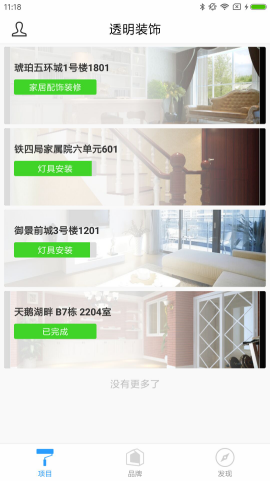 11:18
透明装饰
琥珀五环城1号楼1801
家居配饰装修
铁四局家属院六单元601
灯具安装
御景前城3号楼1201
灯具安装
天鹅湖畔 B7栋 2204室
已完成
没有更多了
项目
品牌
发现